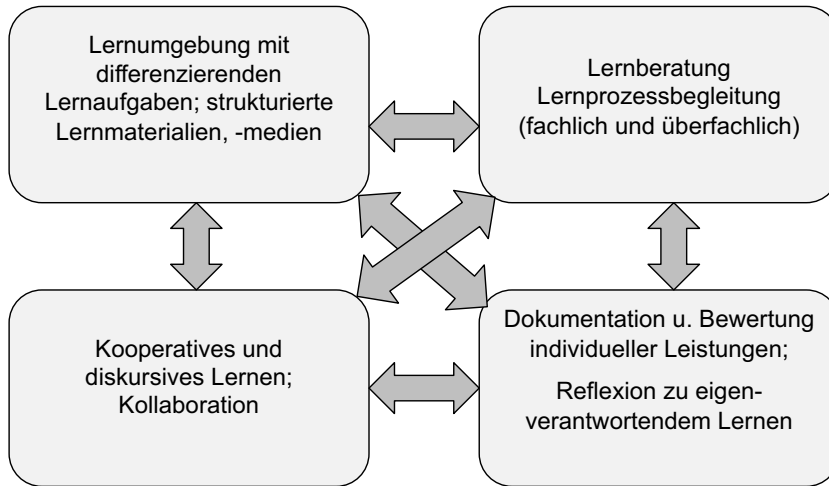 Lernumgebung mit
differenzierenden
Lernaufgaben; strukturierte
Lernmaterialien, -medien
Lernberatung
Lernprozessbegleitung
(fachlich und überfachlich)
Kooperatives und
diskursives Lernen;
Kollaboration
Dokumentation u. Bewertung
individueller Leistungen;
Reflexion zu eigen-
verantwortendem Lernen